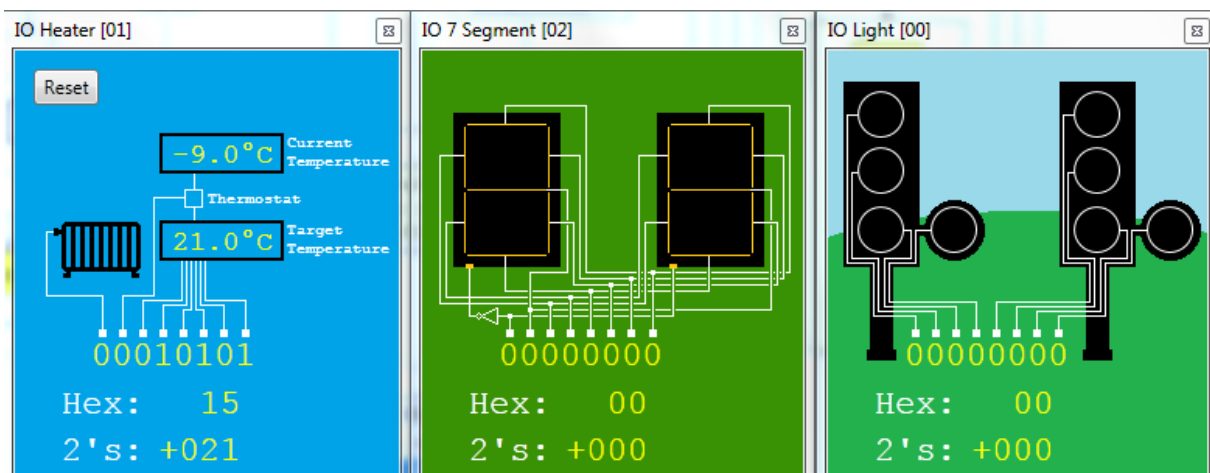 IO Heater [01]
Reset
-9.0°C
Current
Temperature
Thermostat
21.0°C
Target
Temperature
00010101
Hex: 15
2's: +021
IO 7 Segment [02]
00000000
Hex: 00
2's: +000
IO Light [00]
00000000
Hex: 00
2's: +000